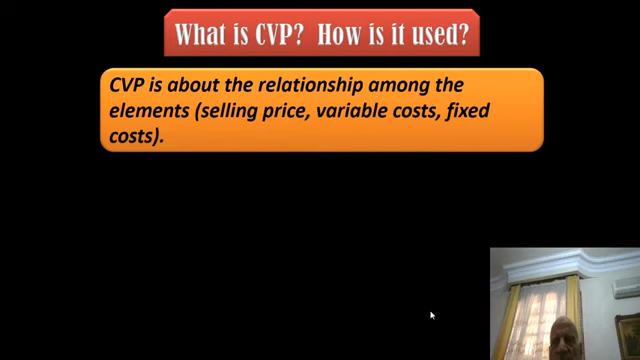 What is CVP? How is it used?
CVP is about the relationship among the
elements (selling price, variable costs, fixed
costs).